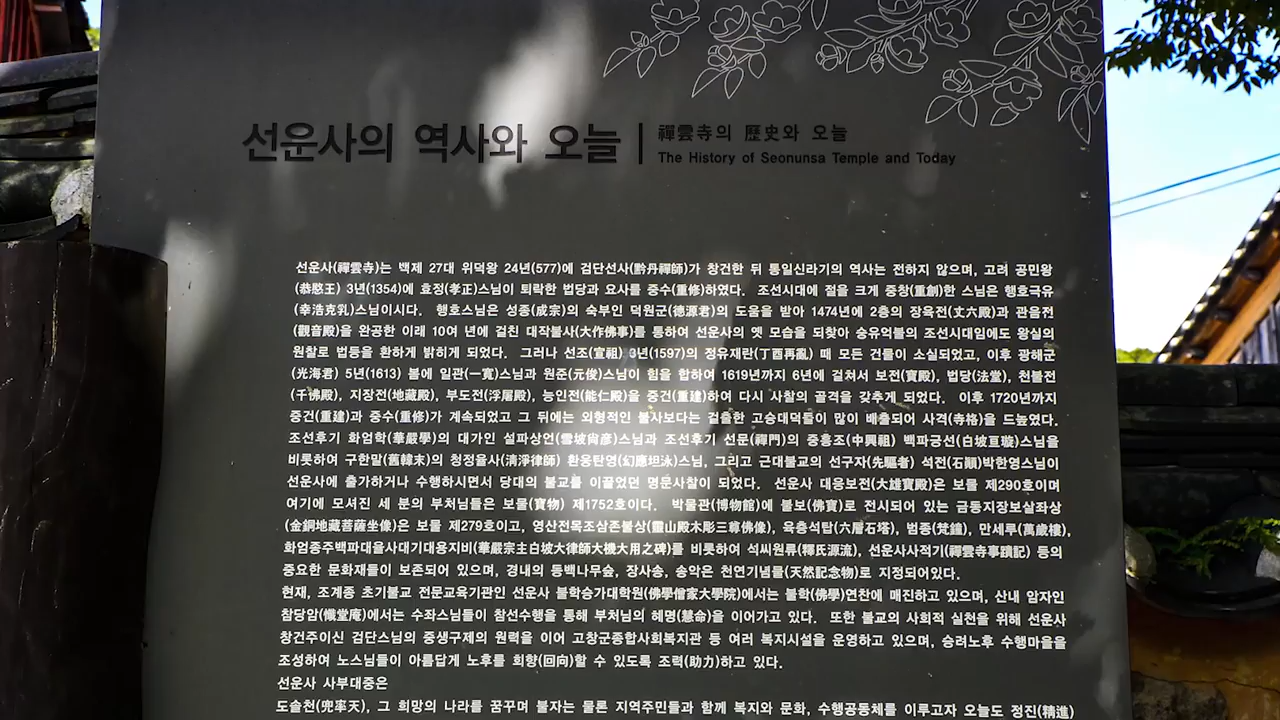 선운사의 역사와 오늘
禪雲寺의 歷史와 오늘
The History of Seonunsa Temple and Today
선운사(禪雲寺)는 백제 27대 위덕왕 24년(577)에 검단선사(黔丹禪師)가 창건한 뒤 통일신라기의 역사는 전하지 않으며, 고려 공민왕
(恭愍王) 3년(1354)에 효정(孝正)스님이 퇴락한 법당과 요사를 중수(重修)하였다. 조선시대에 절을 크게 중창(重創)한 스님은 행호극유
(幸浩克乳)스님이시다. 행호스님은 성종(成宗)의 숙부인 덕원군(德源君)의 도움을 받아 1474년에 2층의 장육전(丈六殿)과 관음전
(觀音殿)을 완공한 이래 10여 년에 걸친 대작불사(大作佛事)를 통하여 선운사의 옛 모습을 되찾아 숭유억불의 조선시대임에도 왕실의
원찰로 법등을 환하게 밝히게 되었다. 그러나 선조(宣祖) 3년(1597)의 정유재란(丁酉再亂) 때 모든 건물이 소실되었고, 이후 광해군
(光海君) 5년(1613) 봄에 일관(一寬)스님과 원준(元俊)스님이 힘을 합하여 1619년까지 6년에 걸쳐서 보전(寶殿), 법당(法堂), 천불전
(千佛殿), 지장전(地藏殿), 부도전(浮屠殿), 능인전(能仁殿)을 중건(重建)하여 다시 사찰의 골격을 갖추게 되었다. 이후 1720년까지
중건(重建)과 중수(重修)가 계속되었고 그 뒤에는 외형적인 불사보다는 걸출한 고승대덕들이 많이 배출되어 사격(寺格)을 드높였다.
조선후기 화엄학(華嚴學)의 대가인 설파상언(雪坡尙彦)스님과 조선후기 선문(禪門)의 중흥조(中興祖) 백파긍선(白坡亘璇)스님을
비롯하여 구한말(舊韓末)의 청정율사(淸淨律師) 환응탄영(幻應坦泳)스님, 그리고 근대불교의 선구자(先驅者) 석전(石顚)박한영스님이
선운사에 출가하거나 수행하시면서 당대의 불교를 이끌었던 명문사찰이 되었다. 선운사 대웅보전(大雄寶殿)은 보물 제290호이며
여기에 모셔진 세 분의 부처님들은 보물(寶物) 제1752호이다. 박물관(博物館)에 불보(佛寶)로 전시되어 있는 금동지장보살좌상
(金銅地藏菩薩坐像)은 보물 제279호이고, 영산전목조삼존불상(靈山殿木彫三尊佛像), 육층석탑(六層石塔), 범종(梵鍾), 만세루(萬歲樓),
화엄종주백파대율사대기대용지비(華嚴宗主白坡大律師大機大用之碑)를 비롯하여 석씨원류(釋氏源流), 선운사사적기(禪雲寺事蹟記) 등의
중요한 문화재들이 보존되어 있으며, 경내의 동백나무숲, 장사송, 송악은 천연기념물(天然記念物)로 지정되어있다.
현재, 조계종 초기불교 전문교육기관인 선운사 불학승가대학원(佛學僧家大學院)에서는 불학(佛學)연찬에 매진하고 있으며, 산내 암자인
참당암(懺堂庵)에서는 수좌스님들이 참선수행을 통해 부처님의 혜명(慧命)을 이어가고 있다. 또한 불교의 사회적 실천을 위해 선운사
창건주이신 검단스님의 중생구제의 원력을 이어 고창군종합사회복지관 등 여러 복지시설을 운영하고 있으며, 승려노후 수행마을을
조성하여 노스님들이 아름답게 노후를 회향(回向)할 수 있도록 조력(助力)하고 있다.
선운사 사부대중은
도솔천(兜率天), 그 희망의 나라를 꿈꾸며 불자는 물론 지역주민들과 함께 복지와 문화, 수행공동체를 이루고자 오늘도 정진(精進)